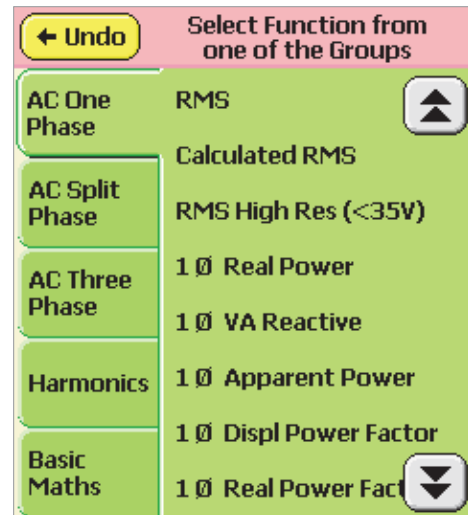 ← Undo
Select Function from
one of the Groups
AC One
Phase
AC Split
Phase
AC Three
Phase
Harmonics
Basic
Maths
RMS
Calculated RMS
RMS High Res (<35V)
1 Ø Real Power
1 Ø VA Reactive
1 Ø Apparent Power
1 Ø Displ Power Factor
1 Ø Real Power Fact